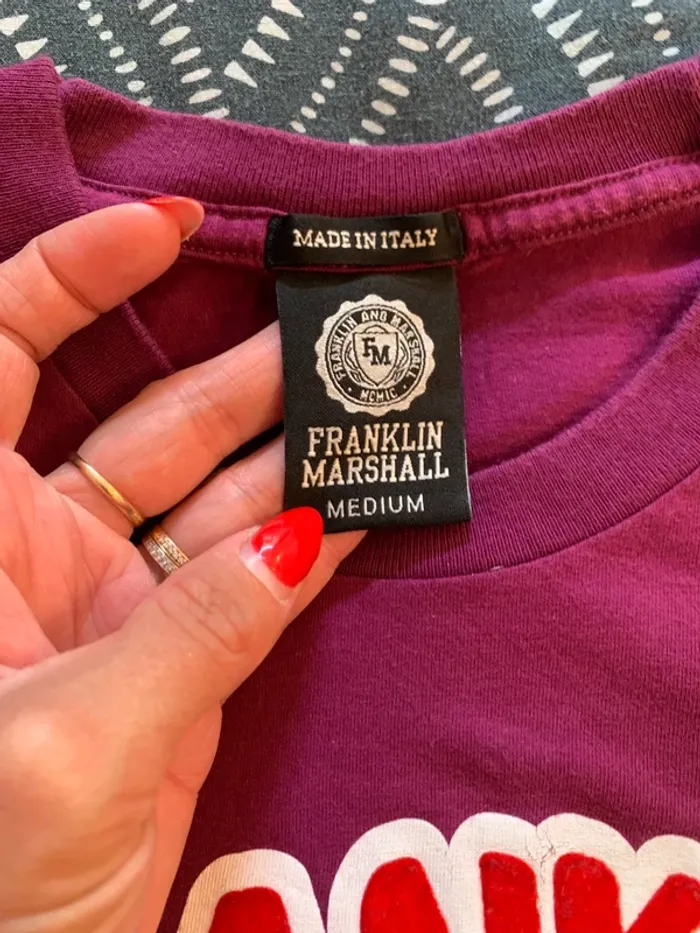 MADE IN ITALY
FRANKLIN AND MARSHALL
FM
MCMIC
FRANKLIN
MARSHALL
MEDIUM